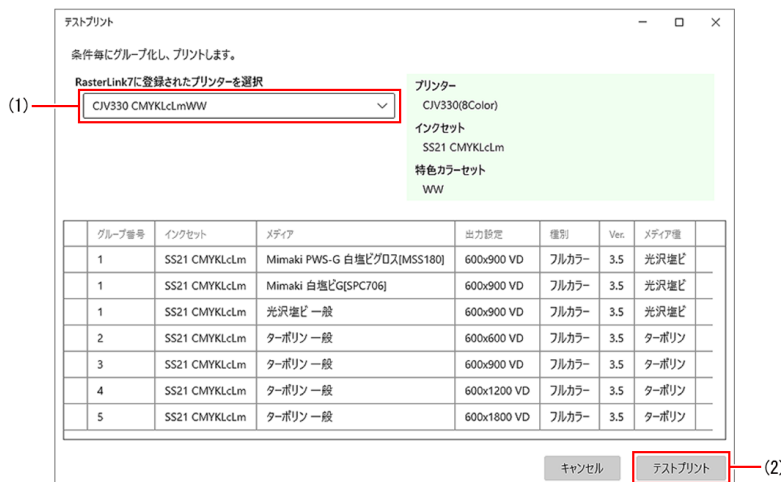 テストプリント
条件毎にグループ化し、プリントします。
RasterLink7に登録されたプリンターを選択
(1)
CJV330 CMYKLcLmWW
プリンター
CJV330(8Color)
インクセット
SS21 CMYKLcLm
特色カラーセット
WW
グループ番号 インクセット メディア 出力設定 種別 Ver. メディア種
1 SS21 CMYKLcLm Mimaki PWS-G 白塩ビグロス[MSS180] 600x900 VD フルカラー 3.5 光沢塩ビ
1 SS21 CMYKLcLm Mimaki 白塩ビG[SPC706] 600x900 VD フルカラー 3.5 光沢塩ビ
1 SS21 CMYKLcLm 光沢塩ビ 一般 600x900 VD フルカラー 3.5 光沢塩ビ
2 SS21 CMYKLcLm ターポリン 一般 600x600 VD フルカラー 3.5 ターポリン
3 SS21 CMYKLcLm ターポリン 一般 600x900 VD フルカラー 3.5 ターポリン
4 SS21 CMYKLcLm ターポリン 一般 600x1200 VD フルカラー 3.5 ターポリン
5 SS21 CMYKLcLm ターポリン 一般 600x1800 VD フルカラー 3.5 ターポリン
キャンセル テストプリント (2)